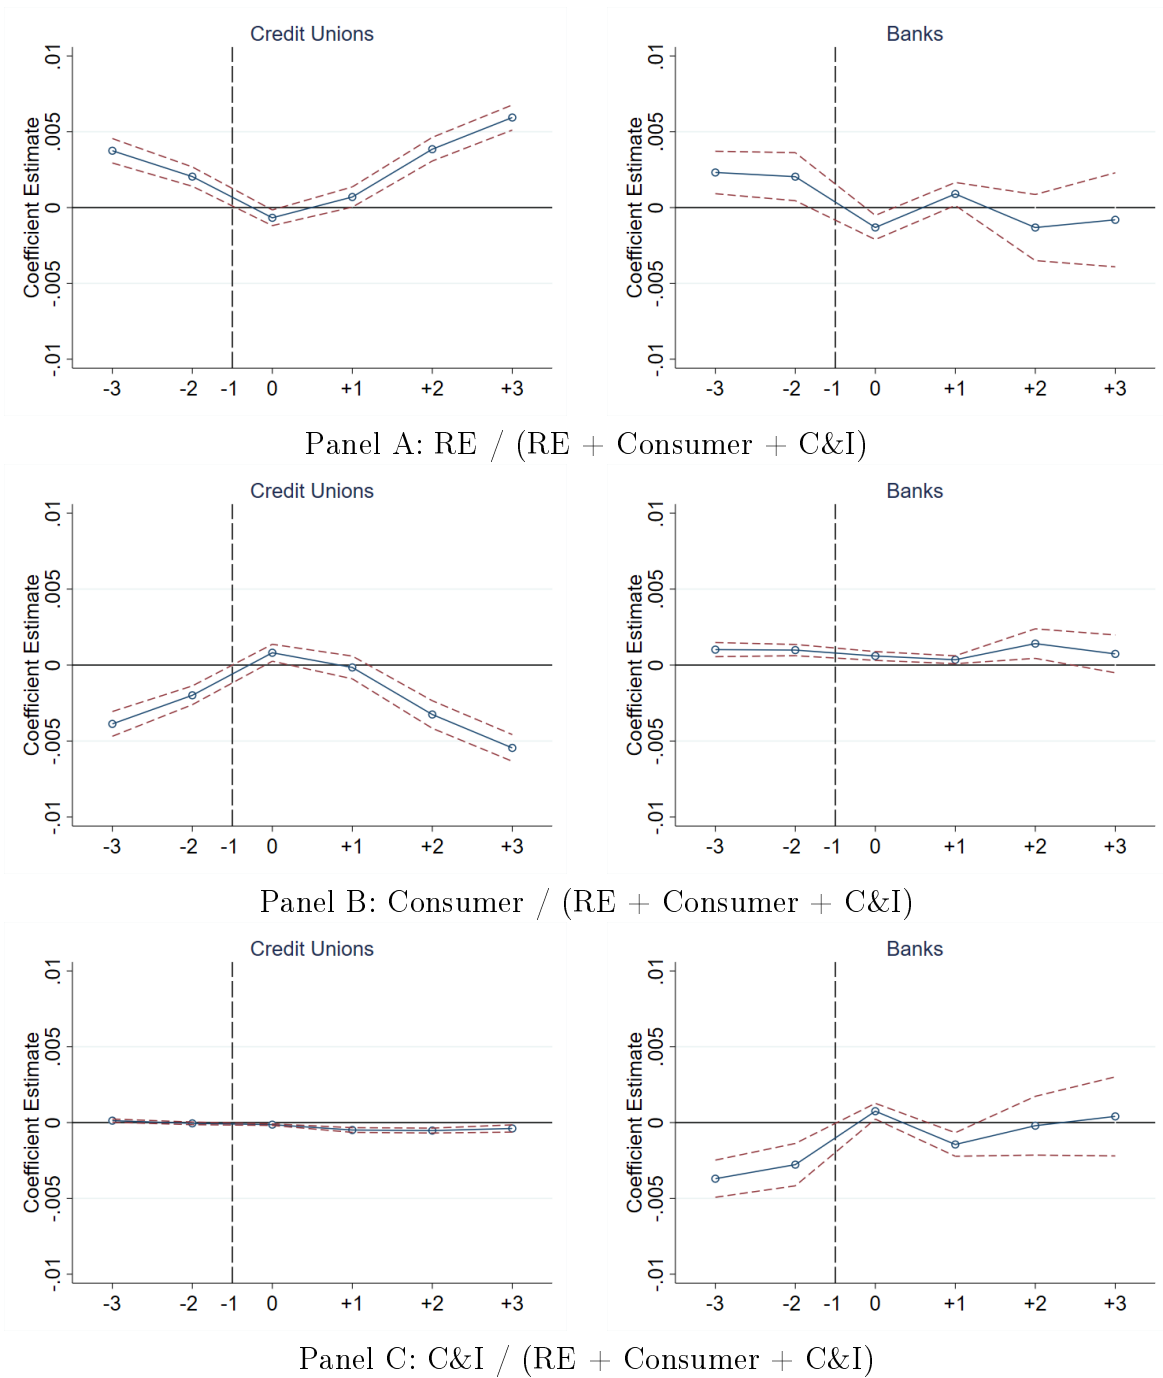 Credit Unions
Banks
Coefficient Estimate
.01
.005
0
-.005
-.01
-3 -2 -1 0 +1 +2 +3
Coefficient Estimate
.01
.005
0
-.005
-.01
-3 -2 -1 0 +1 +2 +3
Panel A: RE / (RE + Consumer + C&I)
Credit Unions
Banks
Coefficient Estimate
.01
.005
0
-.005
-.01
-3 -2 -1 0 +1 +2 +3
Coefficient Estimate
.01
.005
0
-.005
-.01
-3 -2 -1 0 +1 +2 +3
Panel B: Consumer / (RE + Consumer + C&I)
Credit Unions
Banks
Coefficient Estimate
.01
.005
0
-.005
-.01
-3 -2 -1 0 +1 +2 +3
Coefficient Estimate
.01
.005
0
-.005
-.01
-3 -2 -1 0 +1 +2 +3
Panel C: C&I / (RE + Consumer + C&I)